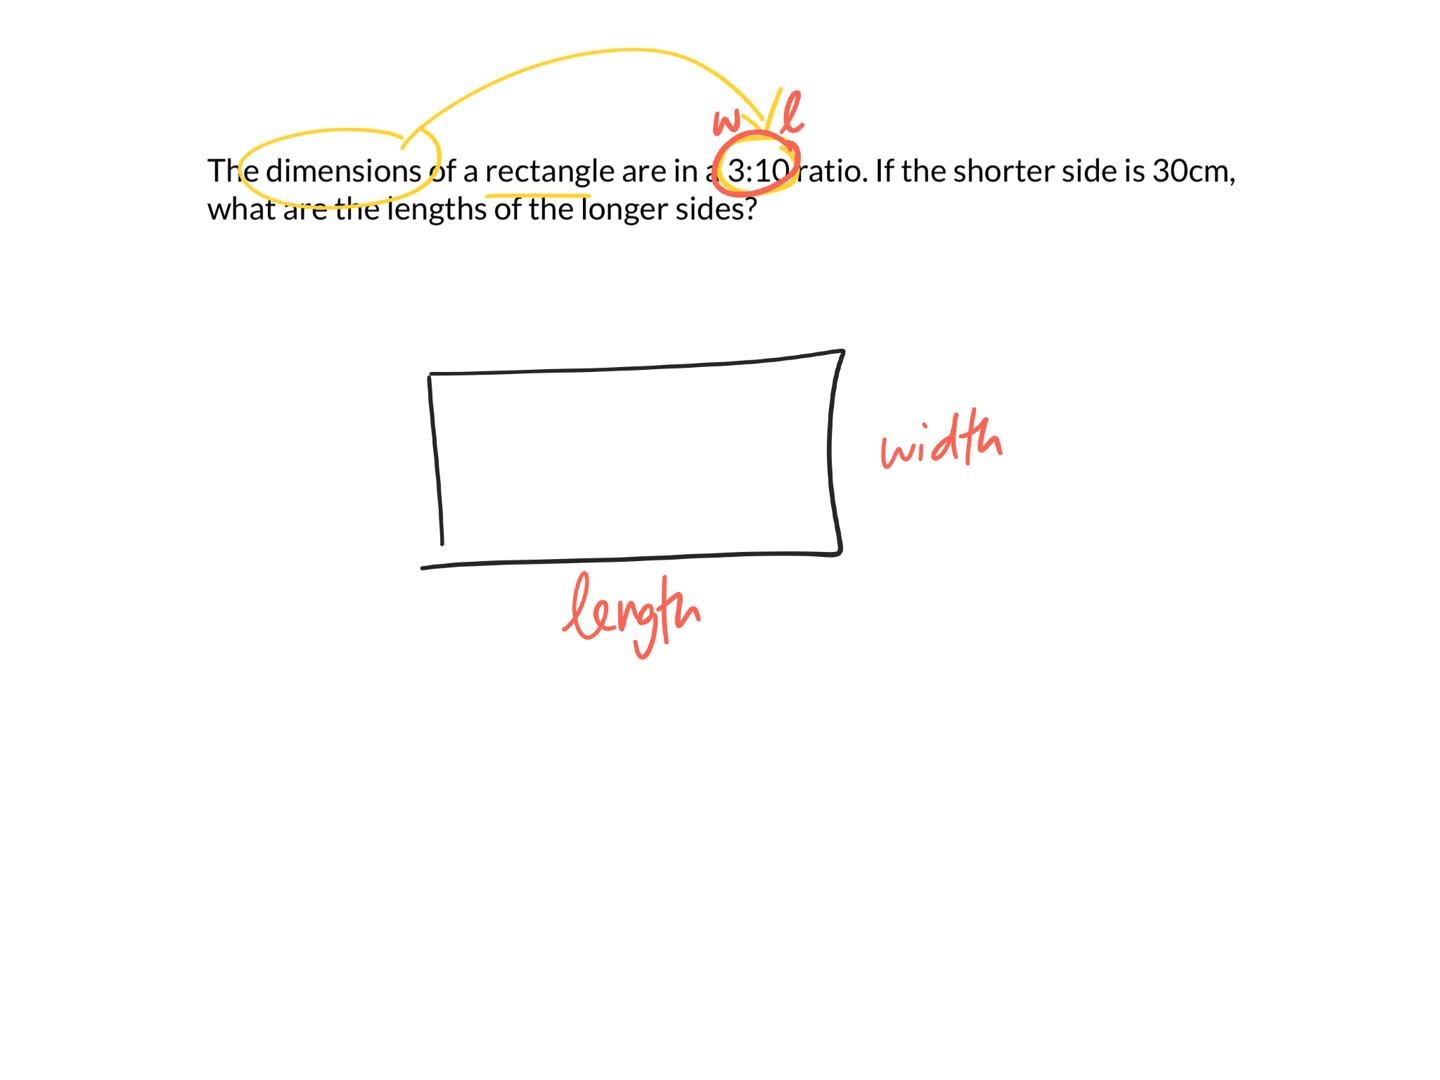 w l
The dimensions of a rectangle are in a 3:10 ratio. If the shorter side is 30cm,
what are the lengths of the longer sides?
width
length